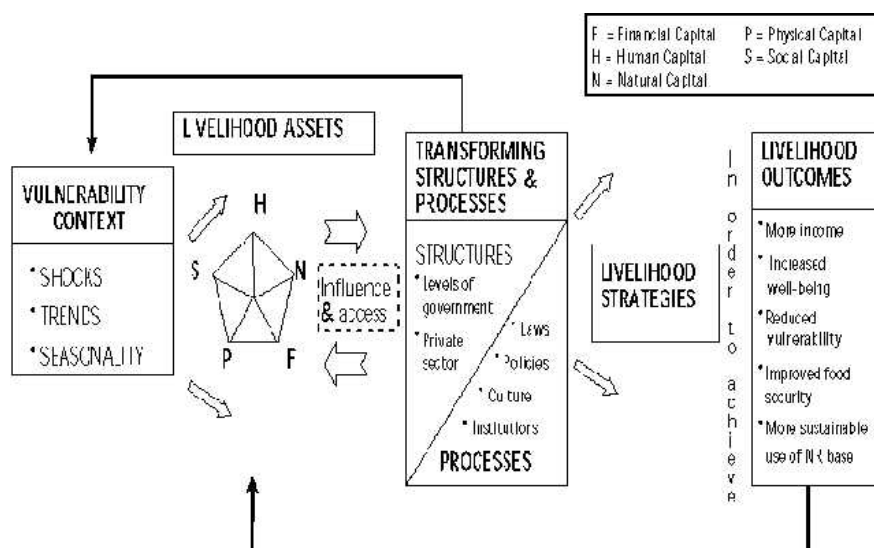 F = Financial Capital P = Physical Capital
H = Human Capital S = Social Capital
N = Natural Capital
LIVELIHOOD ASSETS
VULNERABILITY
CONTEXT
• SHOCKS
• TRENDS
• SEASONALITY
H
S
N
P
F
Influence
& access
TRANSFORMING
STRUCTURES &
PROCESSES
STRUCTURES
• Levels of
government
• Private
sector
• Laws
• Policies
• Culture
• Institutions
PROCESSES
LIVELIHOOD
STRATEGIES
In order to achieve
LIVELIHOOD
OUTCOMES
• More income
• Increased
well-being
• Reduced
vulnerability
• Improved food
security
• More sustainable
use of NR base